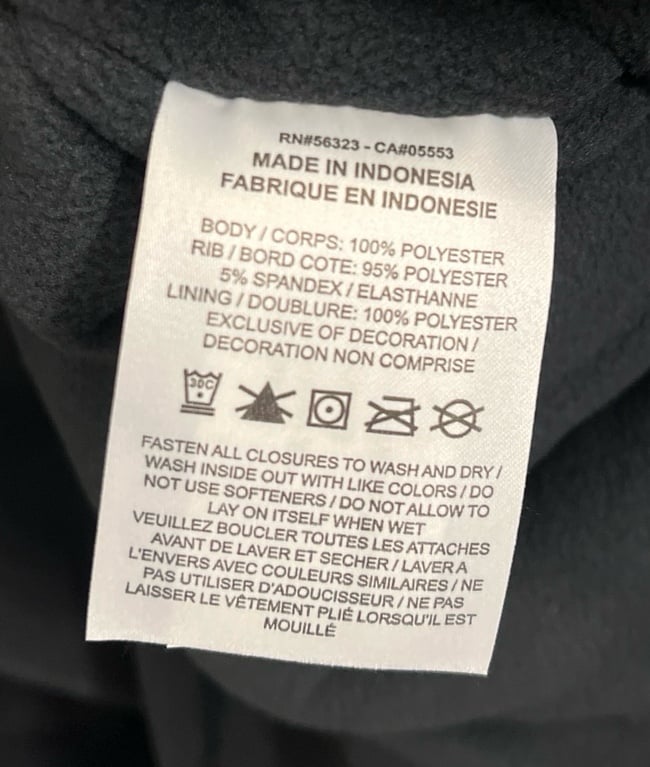 RN#56323 - CA#05553
MADE IN INDONESIA
FABRIQUE EN INDONESIE
BODY / CORPS: 100% POLYESTER
RIB / BORD COTE: 95% POLYESTER
5% SPANDEX / ELASTHANNE
LINING / DOUBLURE: 100% POLYESTER
EXCLUSIVE OF DECORATION /
DECORATION NON COMPRISE
30C
FASTEN ALL CLOSURES TO WASH AND DRY /
WASH INSIDE OUT WITH LIKE COLORS / DO
NOT USE SOFTENERS / DO NOT ALLOW TO
LAY ON ITSELF WHEN WET
VEUILLEZ BOUCLER TOUTES LES ATTACHES
AVANT DE LAVER ET SECHER / LAVER A
L'ENVERS AVEC COULEURS SIMILAIRES / NE
PAS UTILISER D'ADOUCISSEUR / NE PAS
LAISSER LE VÊTEMENT PLIÉ LORSQU'IL EST
MOUILLÉ